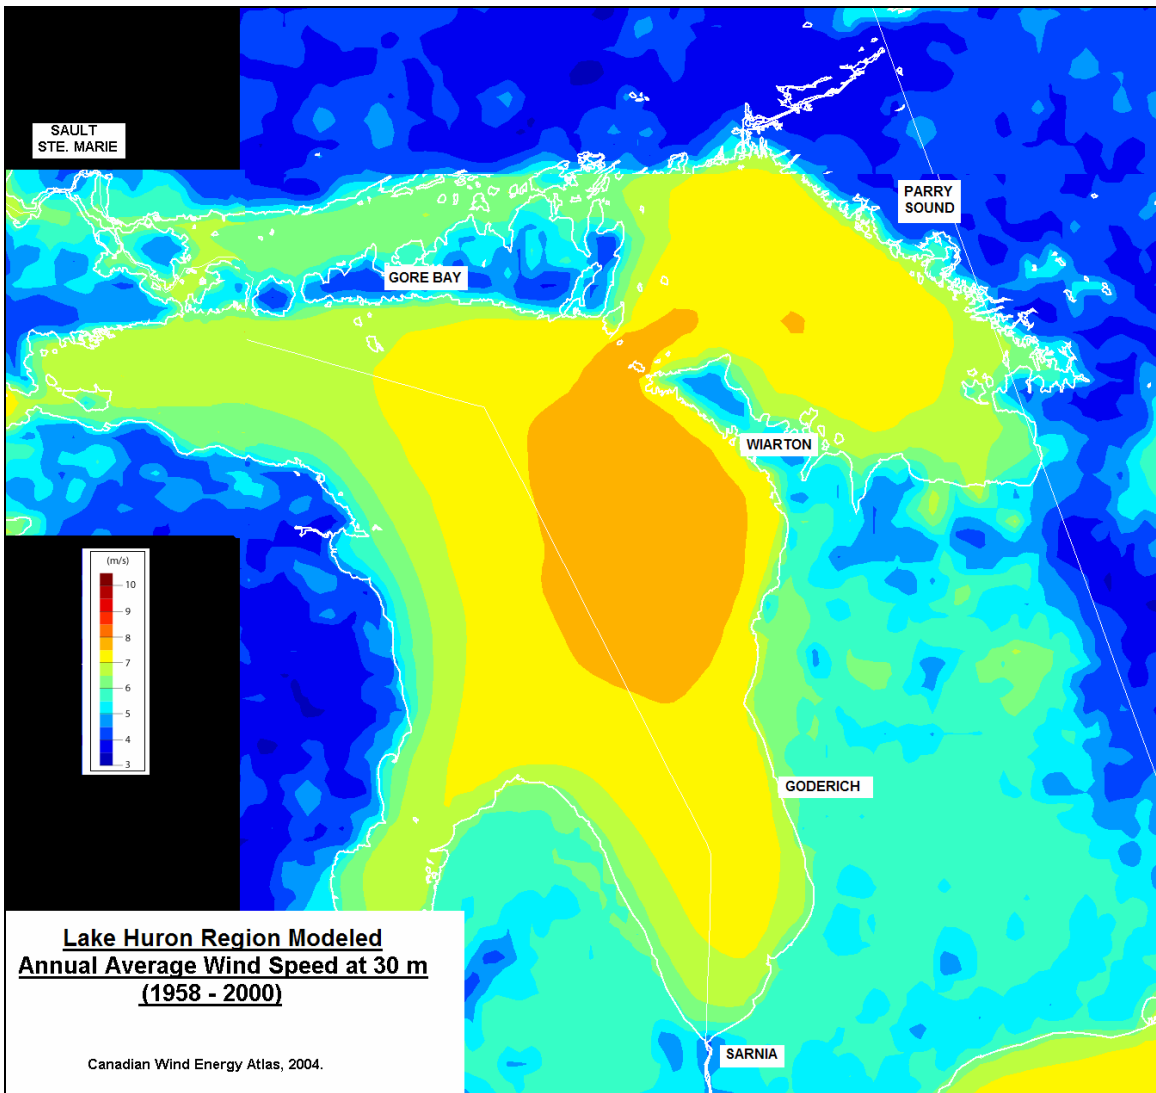 SAULT
STE. MARIE
PARRY
SOUND
GORE BAY
WIARTON
(m/s)
10
9
8
7
6
5
4
3
GODERICH
Lake Huron Region Modeled
Annual Average Wind Speed at 30 m
(1958 - 2000)
Canadian Wind Energy Atlas, 2004.
SARNIA